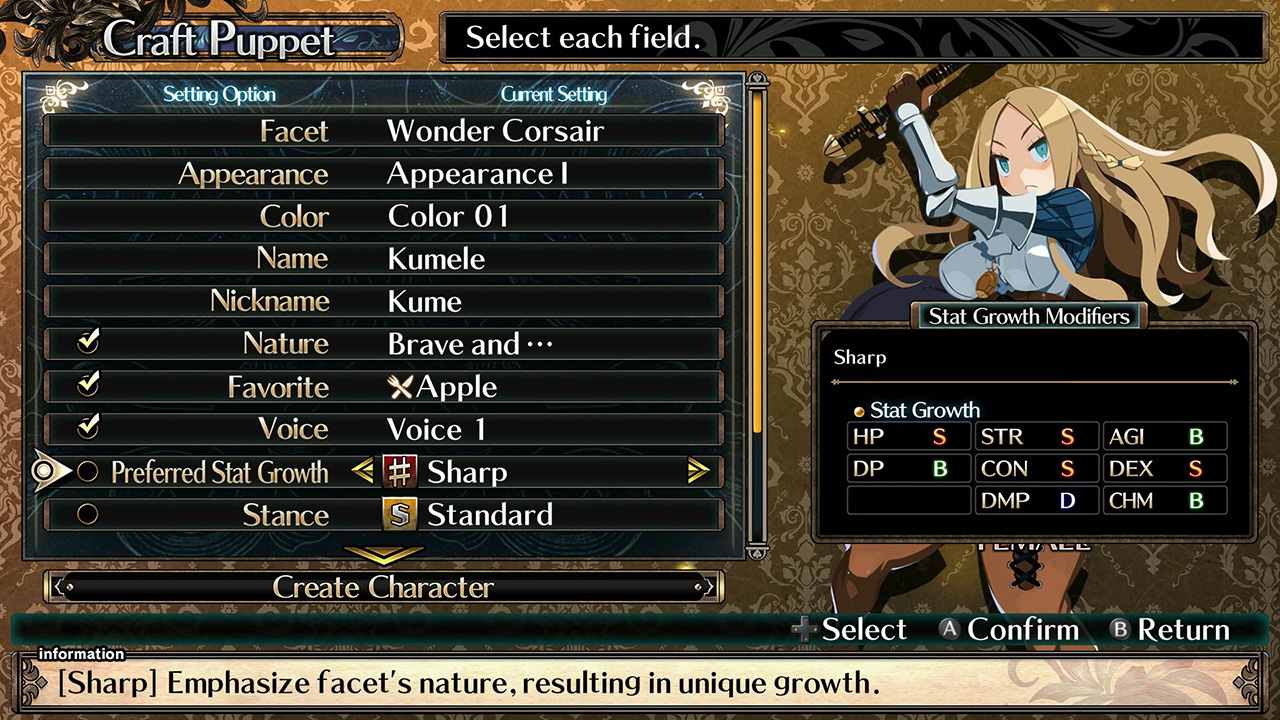 Craft Puppet
Select each field.
Setting Option Current Setting
Facet Wonder Corsair
Appearance Appearance I
Color Color 01
Name Kumele
Nickname Kume
Nature Brave and ···
Favorite Apple
Voice Voice 1
Preferred Stat Growth # Sharp
Stance S Standard
Create Character
Stat Growth Modifiers
Sharp
Stat Growth
HP S STR S AGI B
DP B CON S DEX S
DMP D CHM B
FEMALE
Select A Confirm B Return
information
[Sharp] Emphasize facet's nature, resulting in unique growth.